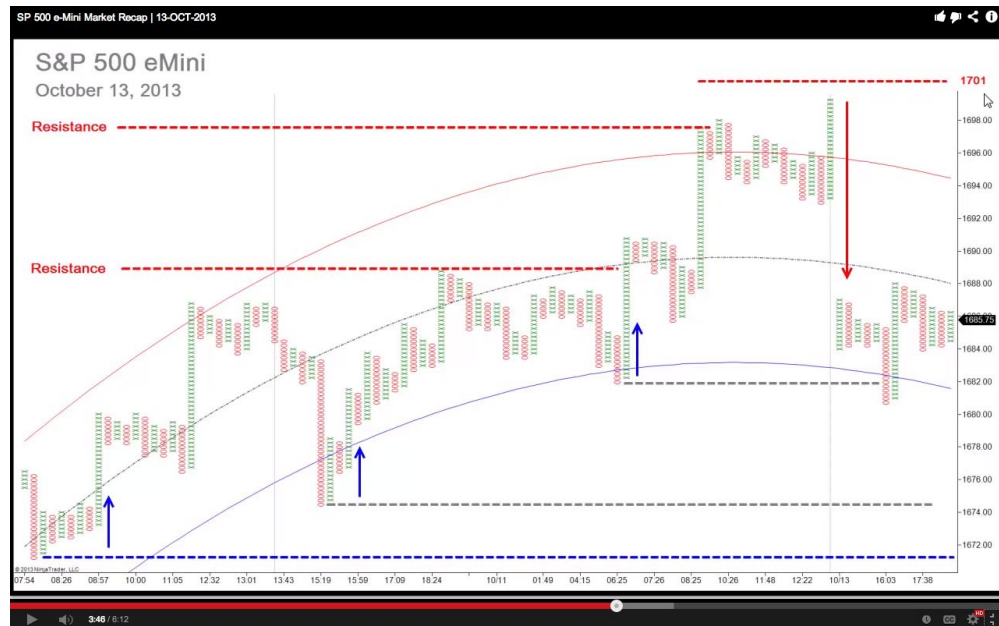 SP 500 e-Mini Market Recap | 13-OCT-2013
S&P 500 eMini
October 13, 2013
1701
Resistance
Resistance
1698.00
1696.00
1694.00
1692.00
1690.00
1688.00
1685.75
1684.00
1682.00
1680.00
1678.00
1676.00
1674.00
1672.00
© 2013 NinjaTrader, LLC
07:54 08:26 08:57 10:00 11:05 12:32 13:01 13:43 15:19 15:59 17:09 18:24 10/11 01:49 04:15 06:25 07:26 08:25 10:26 11:48 12:22 10/13 16:03 17:38
3:46 / 6:12
CC
HD